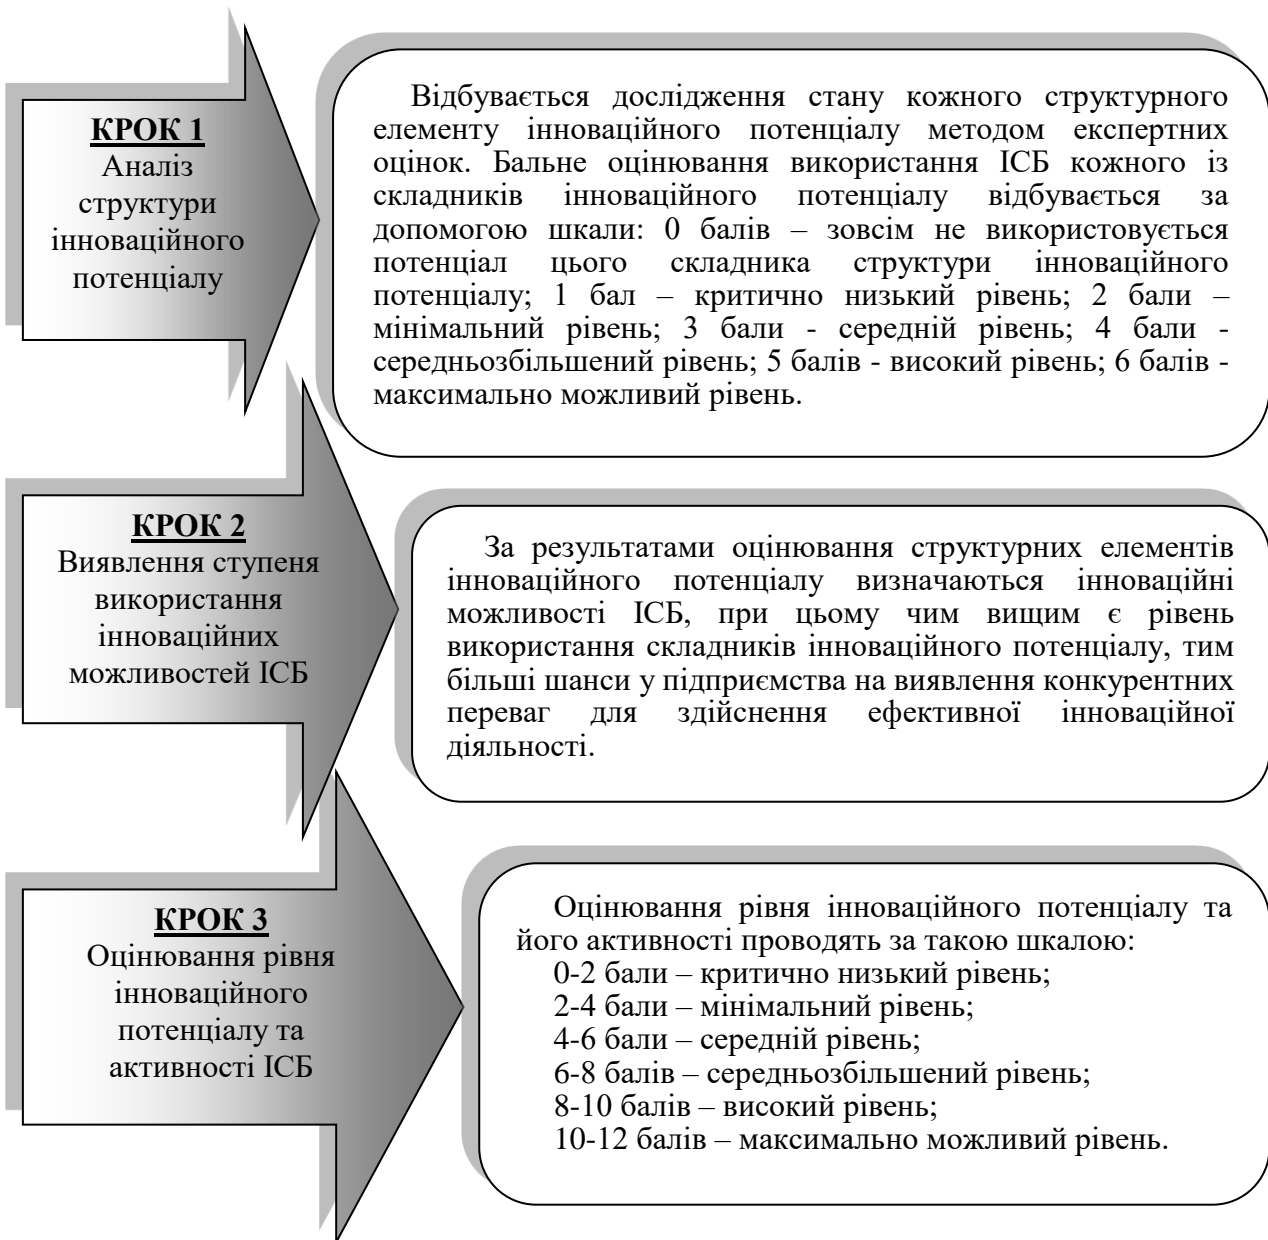 КРОК 1
Аналіз
структури
інноваційного
потенціалу
Відбувається дослідження стану кожного структурного
елементу інноваційного потенціалу методом експертних
оцінок. Бальне оцінювання використання ІСБ кожного із
складників інноваційного потенціалу відбувається за
допомогою шкали: 0 балів – зовсім не використовується
потенціал цього складника структури інноваційного
потенціалу; 1 бал – критично низький рівень; 2 бали –
мінімальний рівень; 3 бали - середній рівень; 4 бали -
середньозбільшений рівень; 5 балів - високий рівень; 6 балів -
максимально можливий рівень.
КРОК 2
Виявлення ступеня
використання
інноваційних
можливостей ІСБ
За результатами оцінювання структурних елементів
інноваційного потенціалу визначаються інноваційні
можливості ІСБ, при цьому чим вищим є рівень
використання складників інноваційного потенціалу, тим
більші шанси у підприємства на виявлення конкурентних
переваг для здійснення ефективної інноваційної
діяльності.
КРОК 3
Оцінювання рівня
інноваційного
потенціалу та
активності ІСБ
Оцінювання рівня інноваційного потенціалу та
його активності проводять за такою шкалою:
0-2 бали – критично низький рівень;
2-4 бали – мінімальний рівень;
4-6 бали – середній рівень;
6-8 балів – середньозбільшений рівень;
8-10 балів – високий рівень;
10-12 балів – максимально можливий рівень.